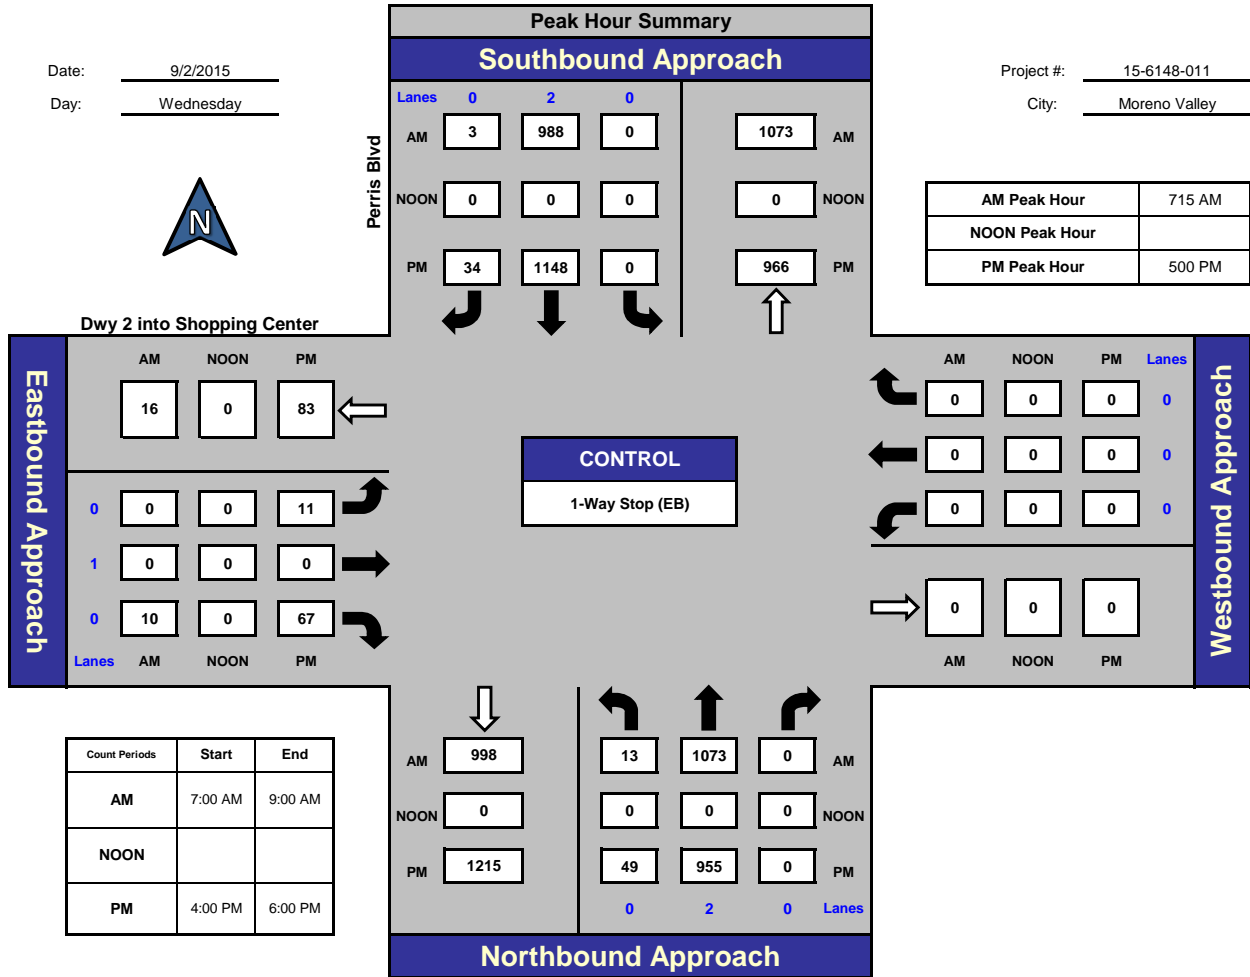 Peak Hour Summary
Southbound Approach
Date: 9/2/2015
Day: Wednesday
Project #: 15-6148-011
City: Moreno Valley
N
Perris Blvd
Lanes 0 2 0
AM 3 988 0 1073 AM
NOON 0 0 0 0 NOON
PM 34 1148 0 966 PM
AM Peak Hour 715 AM
NOON Peak Hour
PM Peak Hour 500 PM
Dwy 2 into Shopping Center
Eastbound Approach
AM NOON PM
16 0 83
0 0 0 11
1 0 0 0
0 10 0 67
Lanes AM NOON PM
CONTROL
1-Way Stop (EB)
AM NOON PM Lanes
0 0 0 0
0 0 0 0
0 0 0 0
0 0 0
AM NOON PM
Westbound Approach
Count Periods Start End
AM 7:00 AM 9:00 AM
NOON
PM 4:00 PM 6:00 PM
AM 998 13 1073 0 AM
NOON 0 0 0 0 NOON
PM 1215 49 955 0 PM
0 2 0 Lanes
Northbound Approach